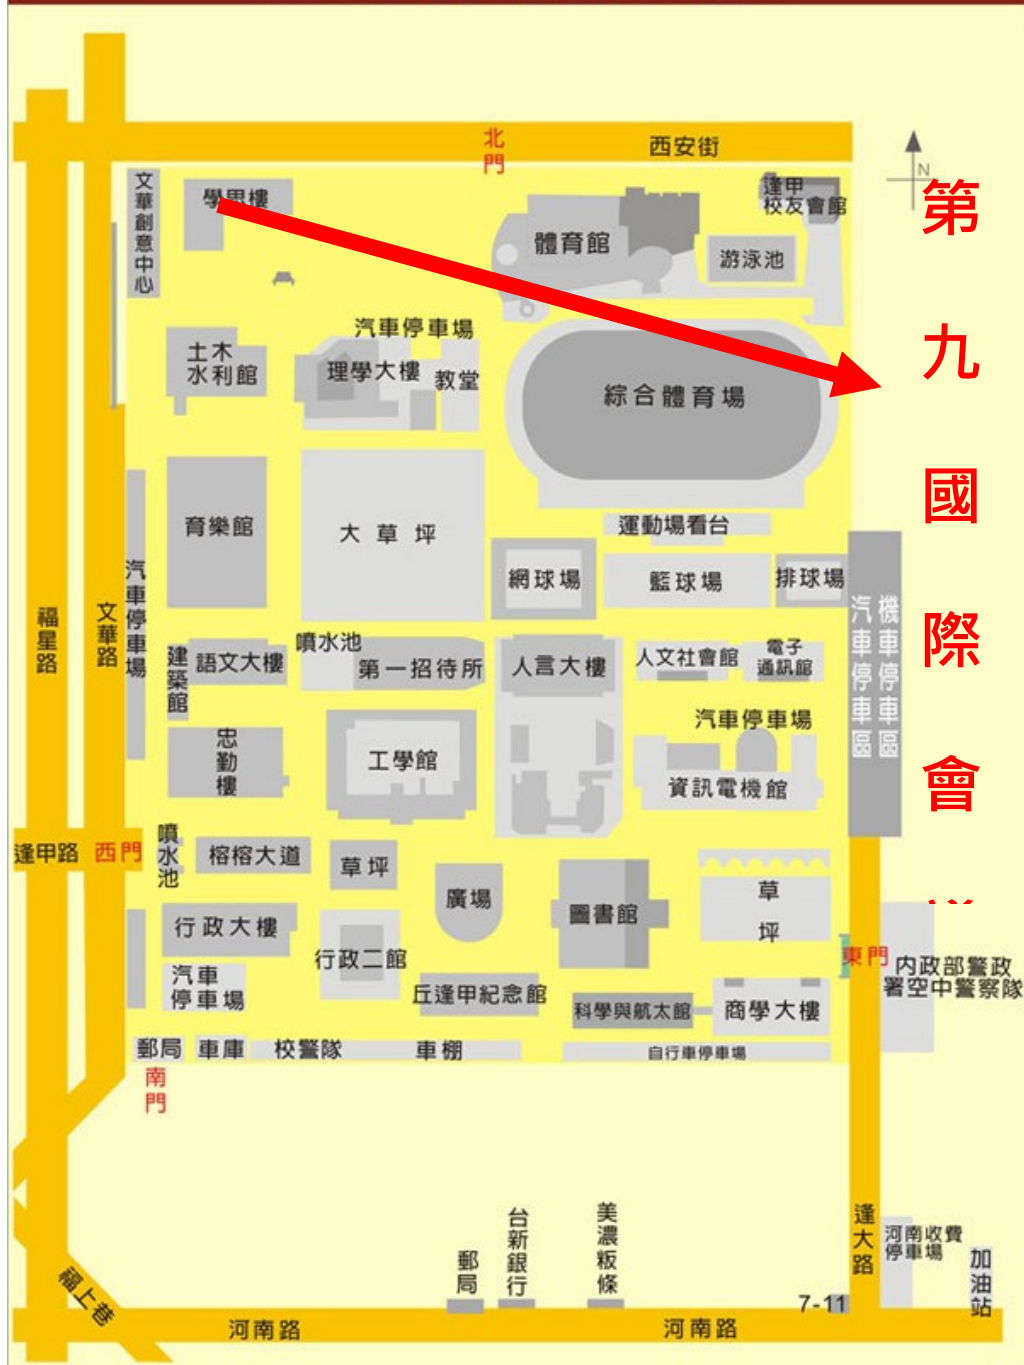 北門
西安街
N
文華創意中心
學思樓
體育館
逢甲
校友會館
游泳池
第九國際會
汽車停車場
土木
水利館
理學大樓
教堂
綜合體育場
育樂館
大草坪
運動場看台
網球場
籃球場
排球場
福星路
文華路
汽車停車場
機車停車區
汽車停車區
建築館
語文大樓
噴水池
第一招待所
人言大樓
人文社會館
電子
通訊館
汽車停車場
忠勤樓
工學館
資訊電機館
逢甲路
西門
噴水池
榕榕大道
草坪
廣場
圖書館
草坪
行政大樓
行政二館
東門
內政部警政
署空中警察隊
汽車
停車場
丘逢甲紀念館
科學與航太館
商學大樓
郵局
車庫
校警隊
車棚
自行車停車場
南門
逢大路
河南收費
停車場
加油站
郵局
台新銀行
美濃粄條
7-11
福上巷
河南路
河南路